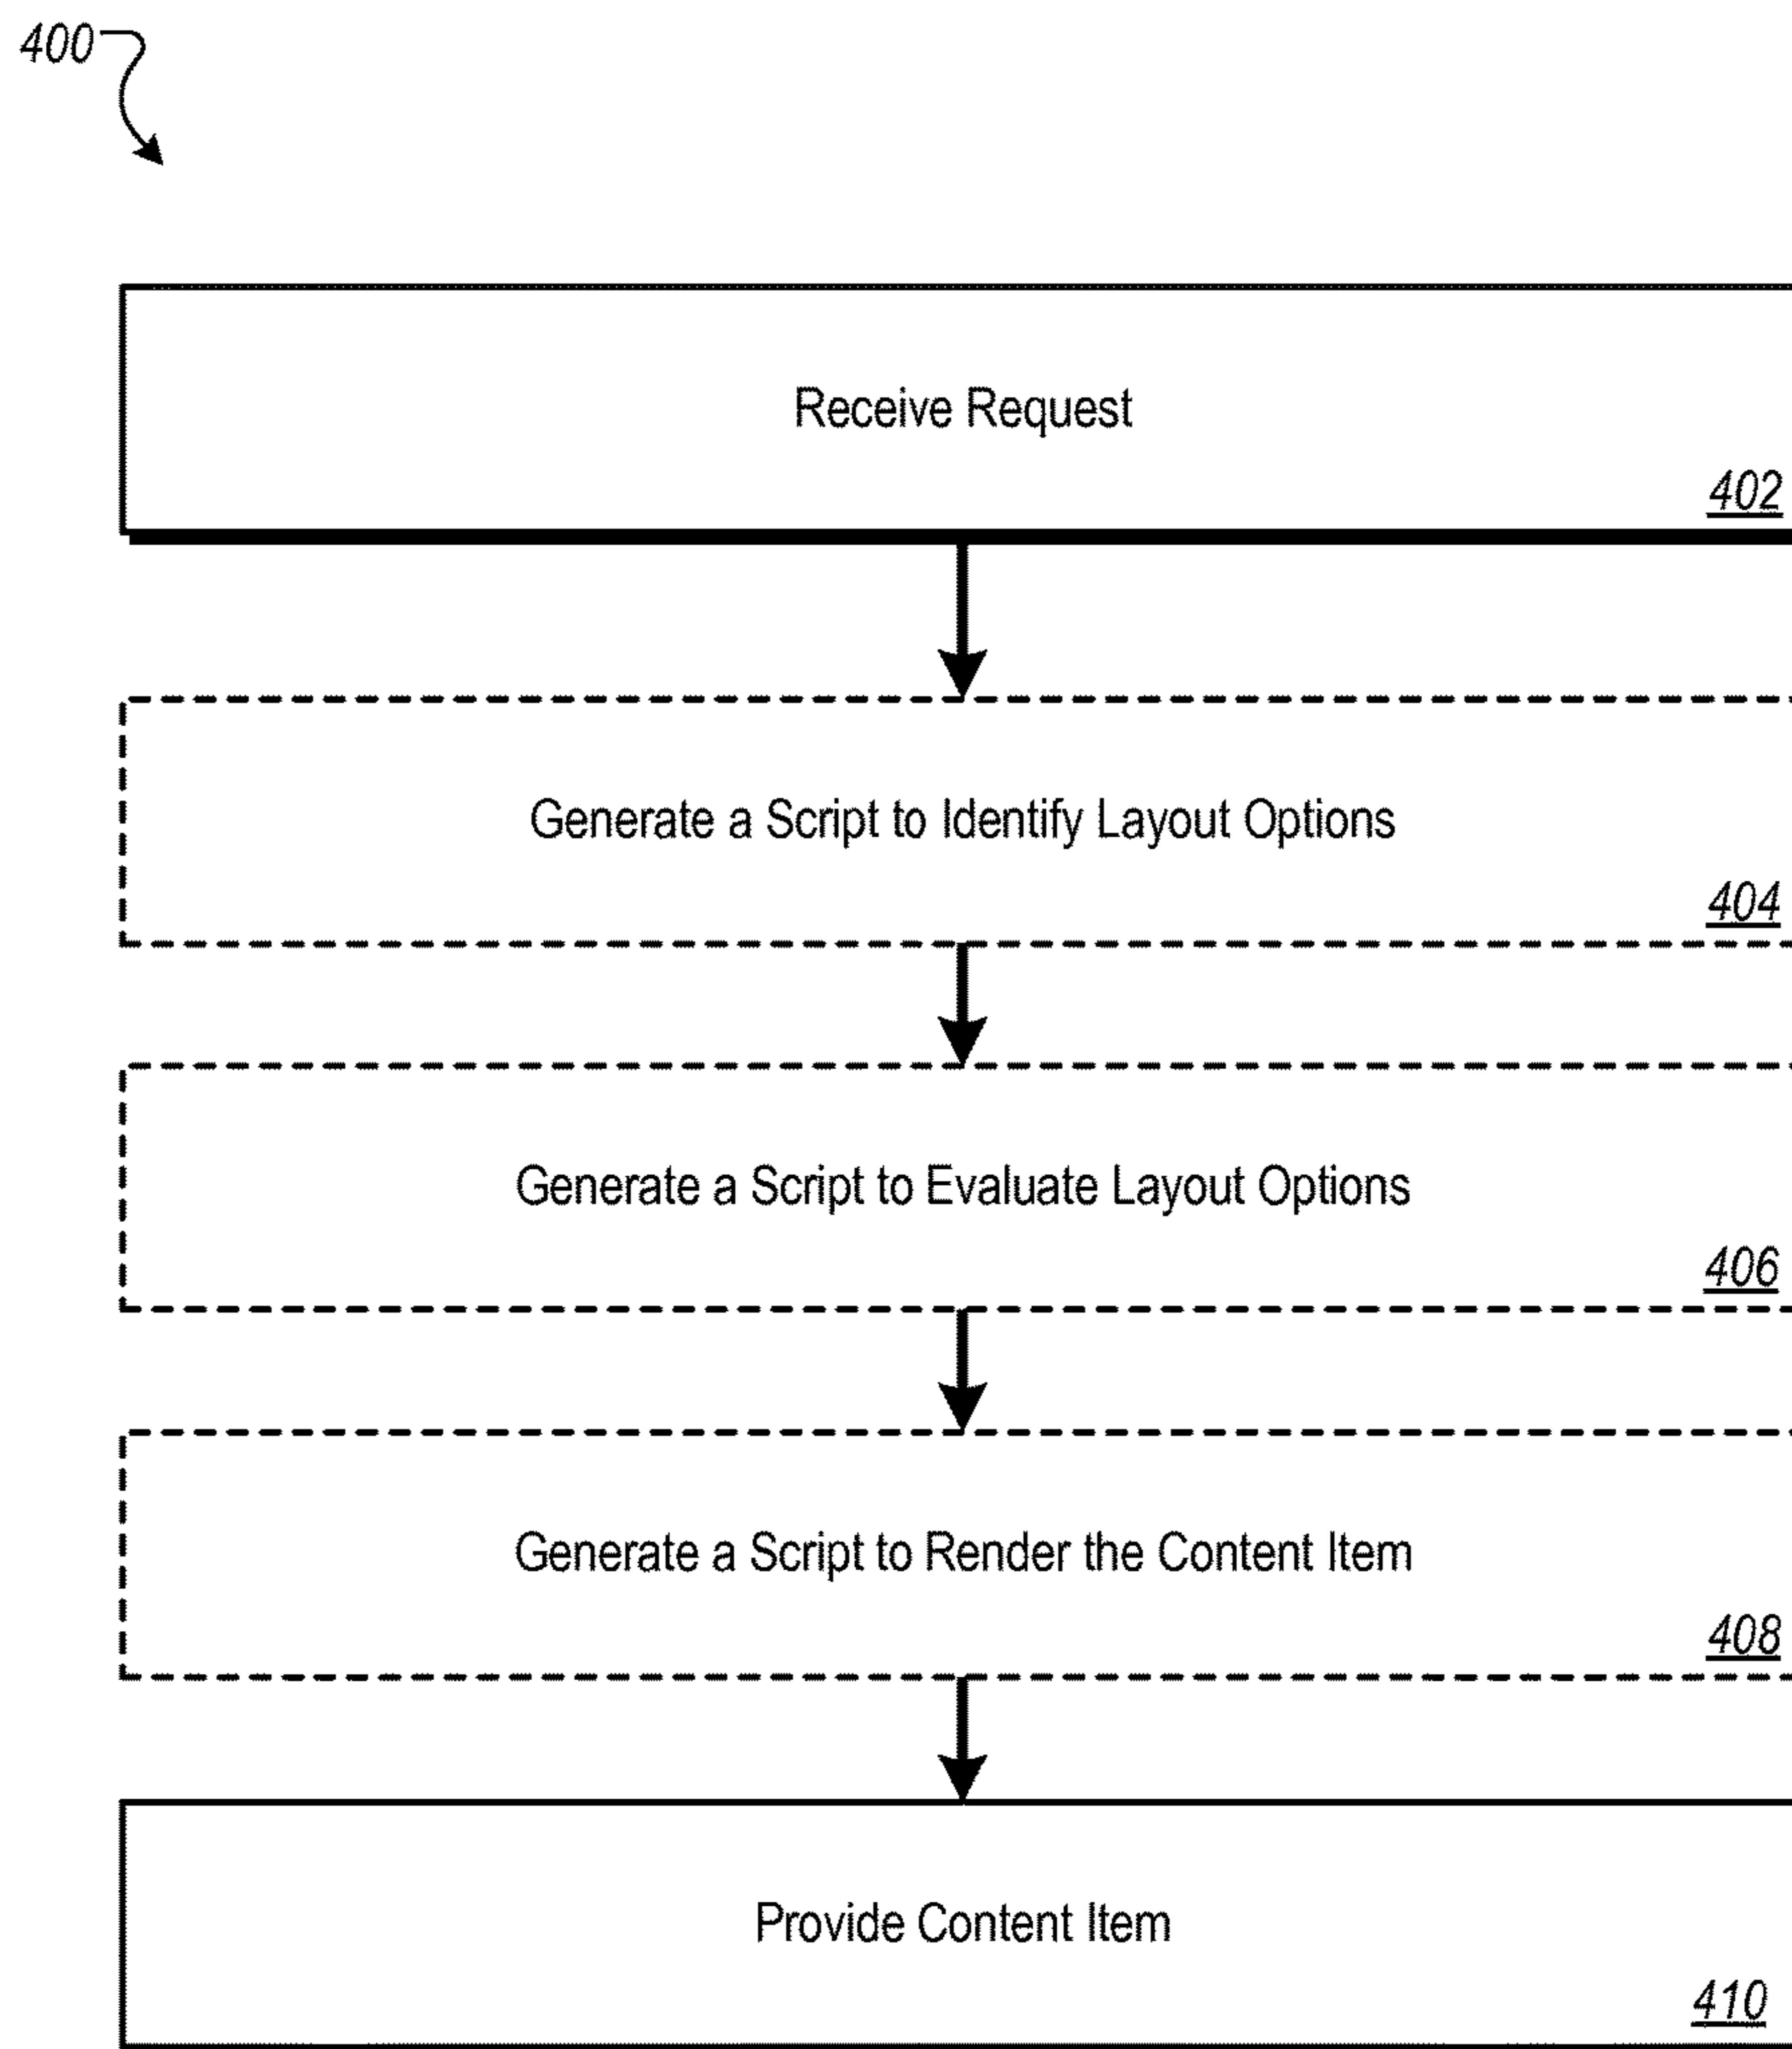 400
Receive Request
402
Generate a Script to Identify Layout Options
404
Generate a Script to Evaluate Layout Options
406
Generate a Script to Render the Content Item
408
Provide Content Item
410